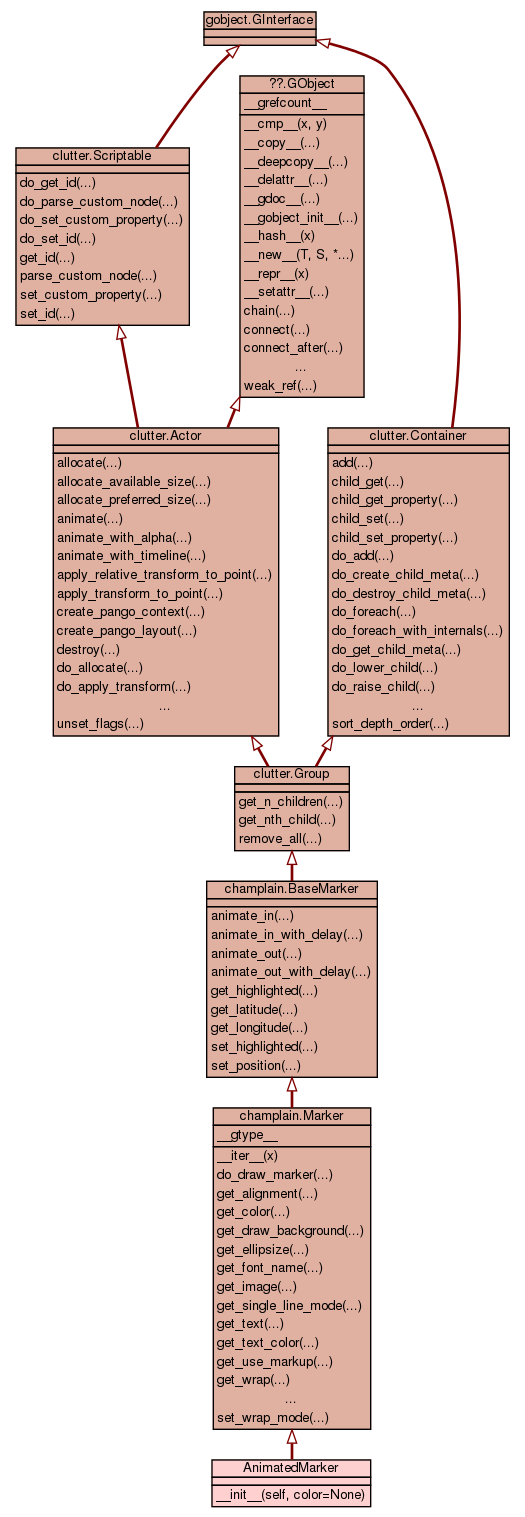 gobject.GInterface
??.GObject
__grefcount__
__cmp__(x, y)
__copy__(...)
__deepcopy__(...)
__delattr__(...)
__gdoc__(...)
__gobject_init__(...)
__hash__(x)
__new__(T, S, *...)
__repr__(x)
__setattr__(...)
chain(...)
connect(...)
connect_after(...)
...
weak_ref(...)
clutter.Scriptable
do_get_id(...)
do_parse_custom_node(...)
do_set_custom_property(...)
do_set_id(...)
get_id(...)
parse_custom_node(...)
set_custom_property(...)
set_id(...)
clutter.Actor
allocate(...)
allocate_available_size(...)
allocate_preferred_size(...)
animate(...)
animate_with_alpha(...)
animate_with_timeline(...)
apply_relative_transform_to_point(...)
apply_transform_to_point(...)
create_pango_context(...)
create_pango_layout(...)
destroy(...)
do_allocate(...)
do_apply_transform(...)
...
unset_flags(...)
clutter.Container
add(...)
child_get(...)
child_get_property(...)
child_set(...)
child_set_property(...)
do_add(...)
do_create_child_meta(...)
do_destroy_child_meta(...)
do_foreach(...)
do_foreach_with_internals(...)
do_get_child_meta(...)
do_lower_child(...)
do_raise_child(...)
...
sort_depth_order(...)
clutter.Group
get_n_children(...)
get_nth_child(...)
remove_all(...)
champlain.BaseMarker
animate_in(...)
animate_in_with_delay(...)
animate_out(...)
animate_out_with_delay(...)
get_highlighted(...)
get_latitude(...)
get_longitude(...)
set_highlighted(...)
set_position(...)
champlain.Marker
__gtype__
__iter__(x)
do_draw_marker(...)
get_alignment(...)
get_color(...)
get_draw_background(...)
get_ellipsize(...)
get_font_name(...)
get_image(...)
get_single_line_mode(...)
get_text(...)
get_text_color(...)
get_use_markup(...)
get_wrap(...)
...
set_wrap_mode(...)
AnimatedMarker
__init__(self, color=None)